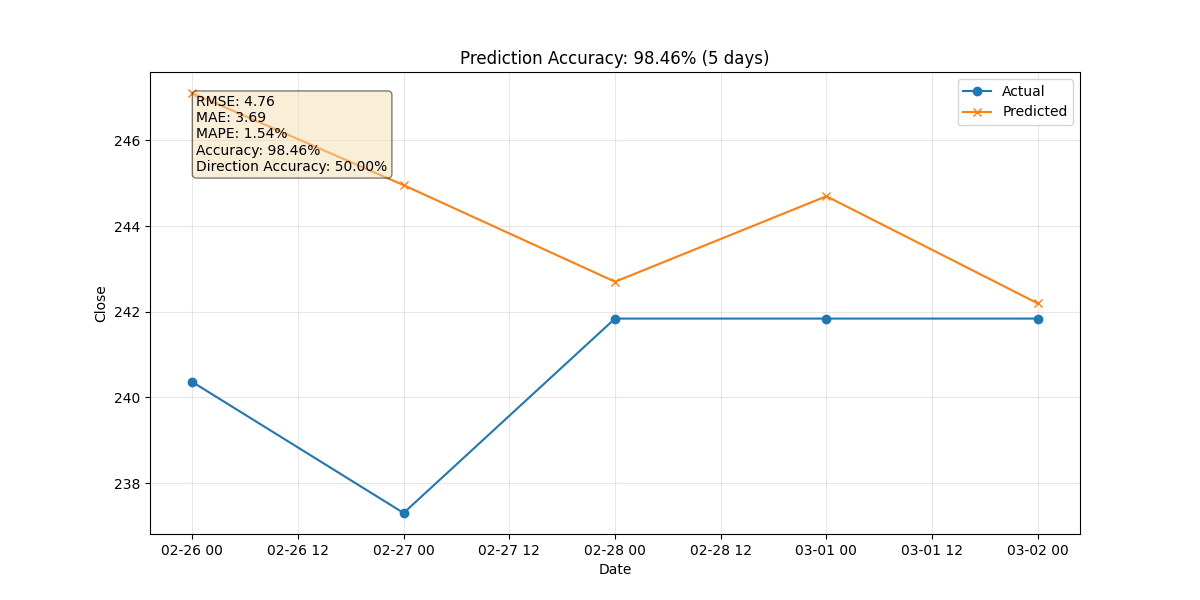 Prediction Accuracy: 98.46% (5 days)
RMSE: 4.76
MAE: 3.69
MAPE: 1.54%
Accuracy: 98.46%
Direction Accuracy: 50.00%
Actual
Predicted
246
244
242
240
238
Close
02-26 00
02-26 12
02-27 00
02-27 12
02-28 00
02-28 12
03-01 00
03-01 12
03-02 00
Date